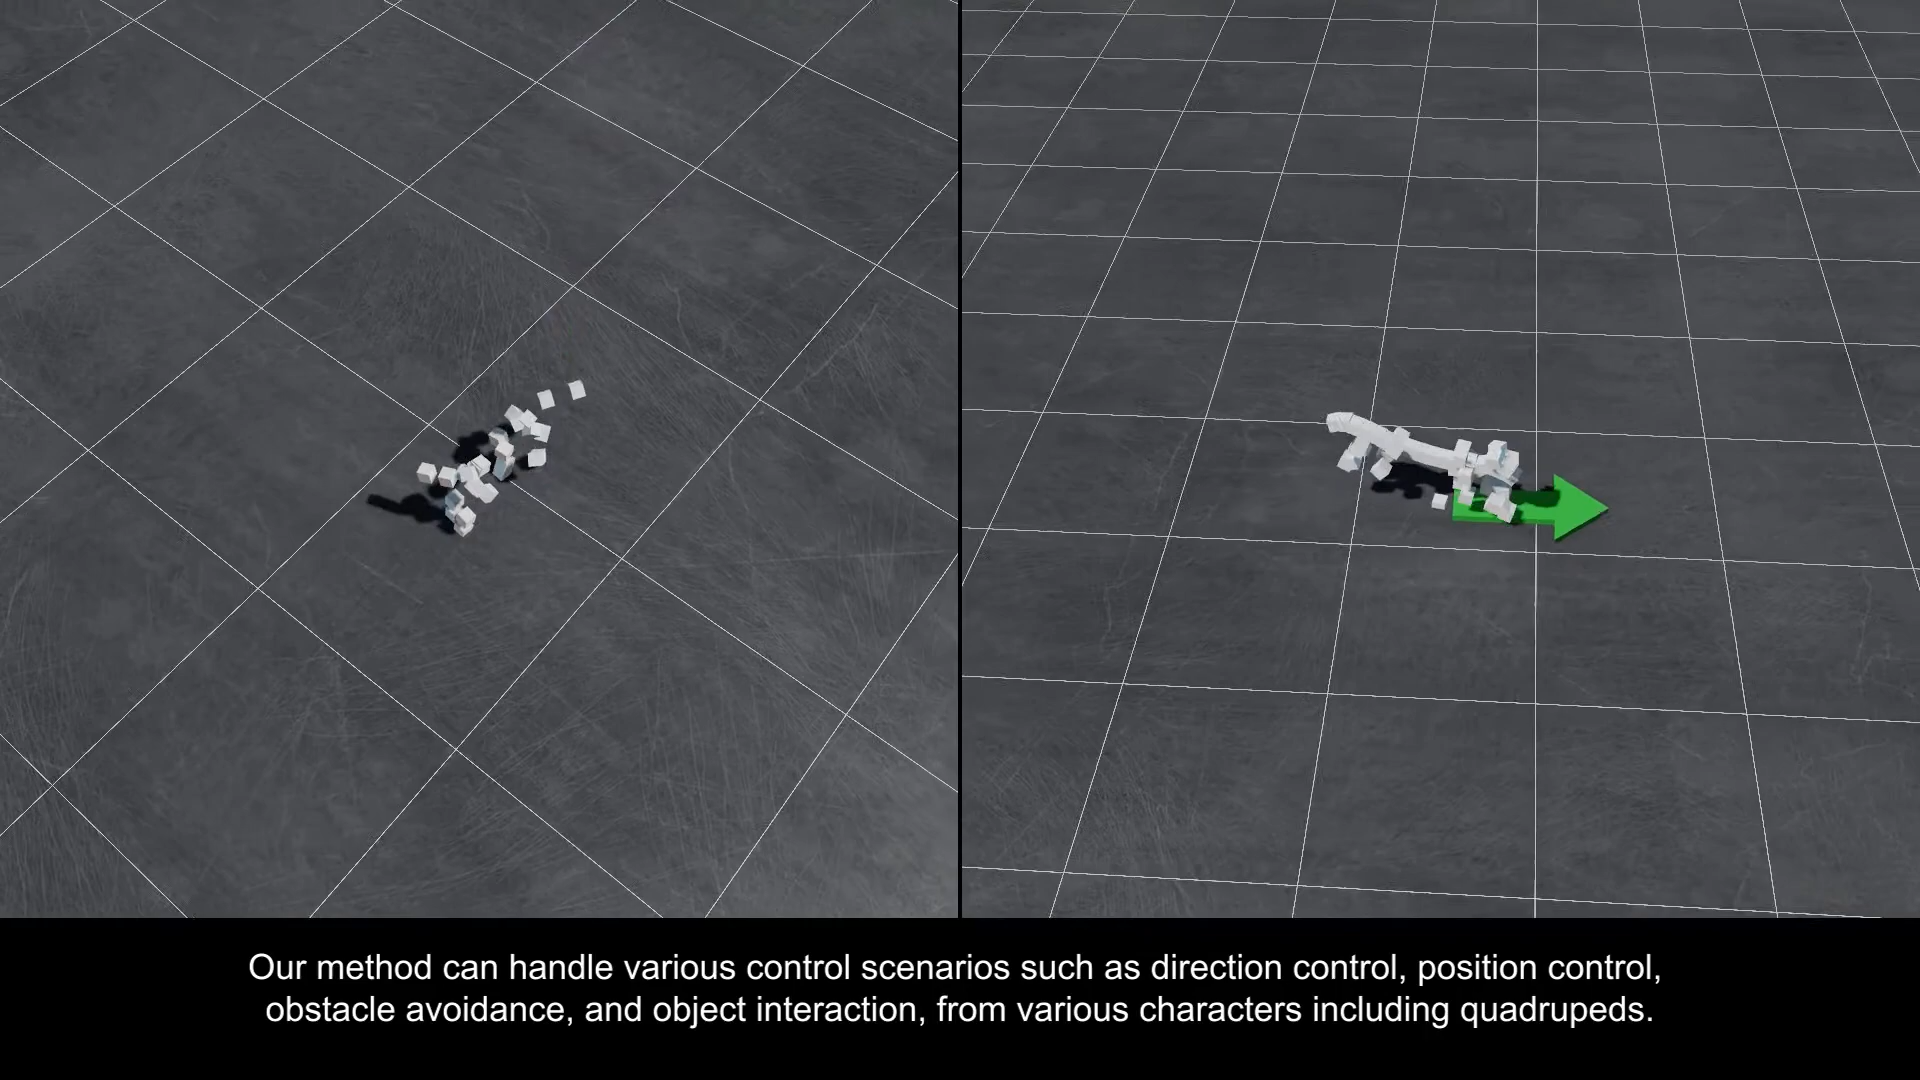 Our method can handle various control scenarios such as direction control, position control,
obstacle avoidance, and object interaction, from various characters including quadrupeds.